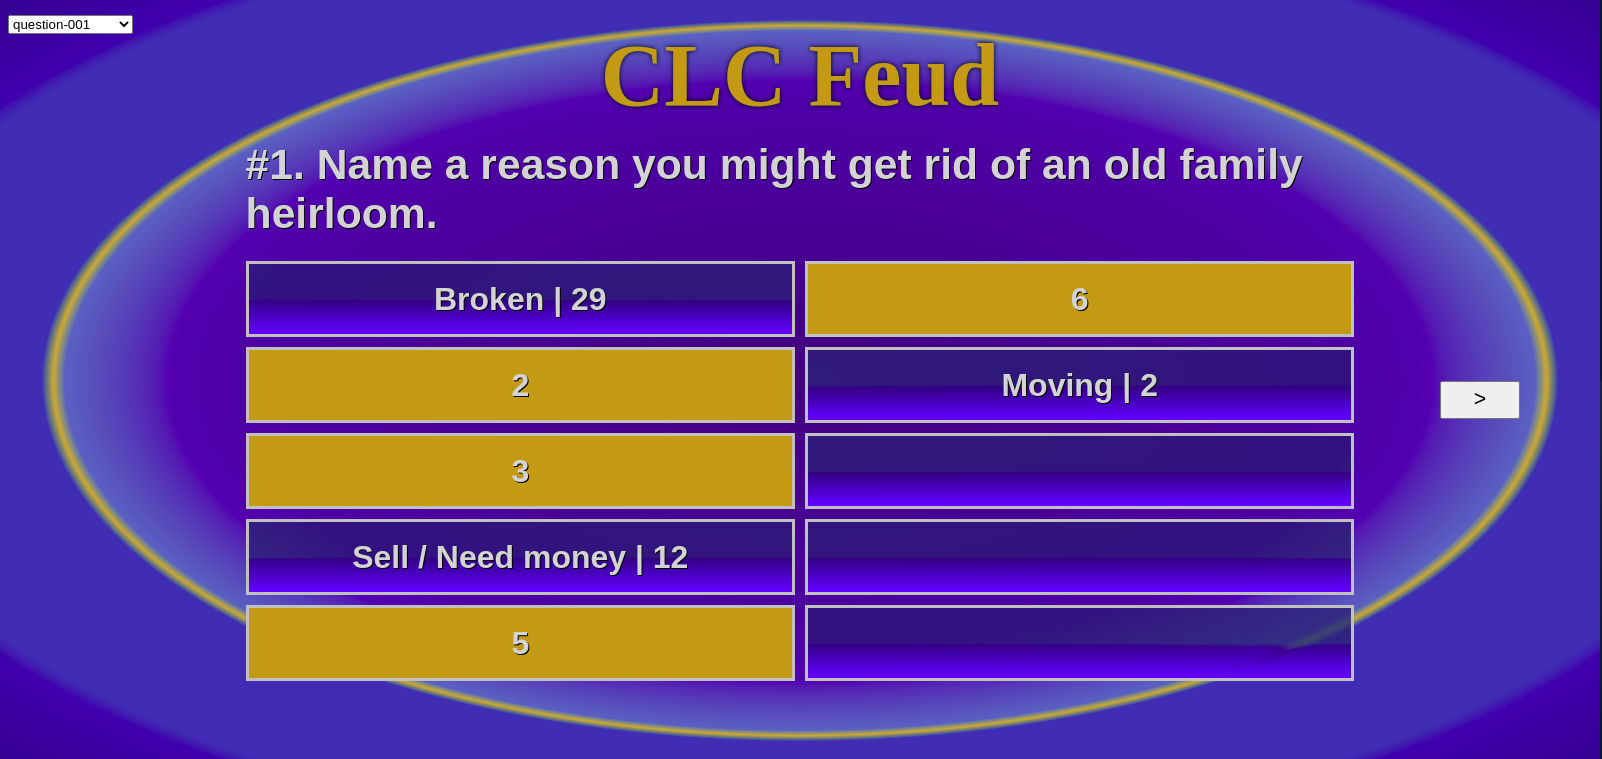 question-001
CLC Feud
#1. Name a reason you might get rid of an old family
heirloom.
Broken | 29
6
2
Moving | 2
3
Sell / Need money | 12
5
>